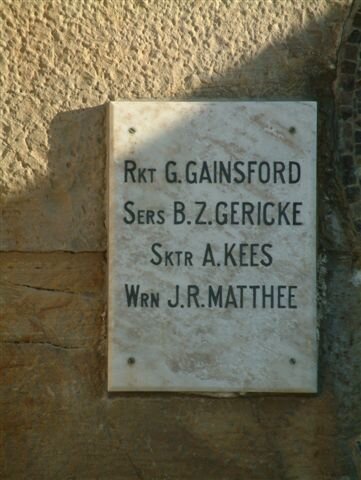 Rkt G. GAINSFORD
Sers B. Z. GERICKE
Sktr A. KEES
Wrn J. R. MATTHEE